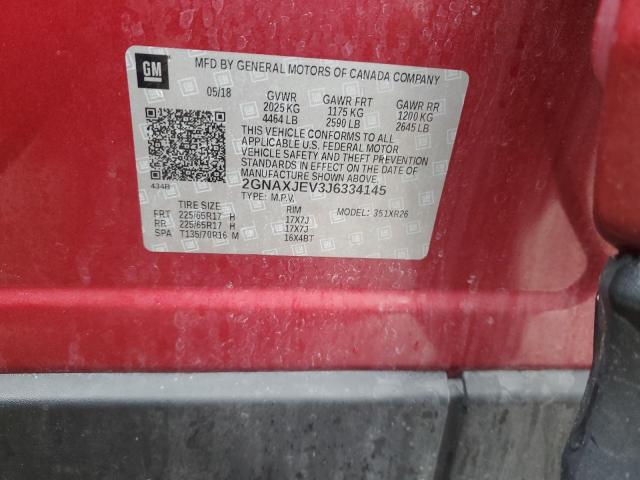 GM
MFD BY GENERAL MOTORS OF CANADA COMPANY
05/18 GVWR GAWR FRT GAWR RR
2025 KG 1175 KG 1200 KG
4464 LB 2590 LB 2645 LB
THIS VEHICLE CONFORMS TO ALL
APPLICABLE U.S. FEDERAL MOTOR
VEHICLE SAFETY AND THEFT PREVENTION
STANDARDS IN EFFECT ON THE DATE OF
MANUFACTURE SHOWN ABOVE.
434B 2GNAXJEV3J6334145
TYPE: M.P.V.
TIRE SIZE RIM MODEL: 351XR26
FRT 225/65R17 H 17X7J
RR 225/65R17 H 17X7J
SPA T135/70R16 M 16X4BT